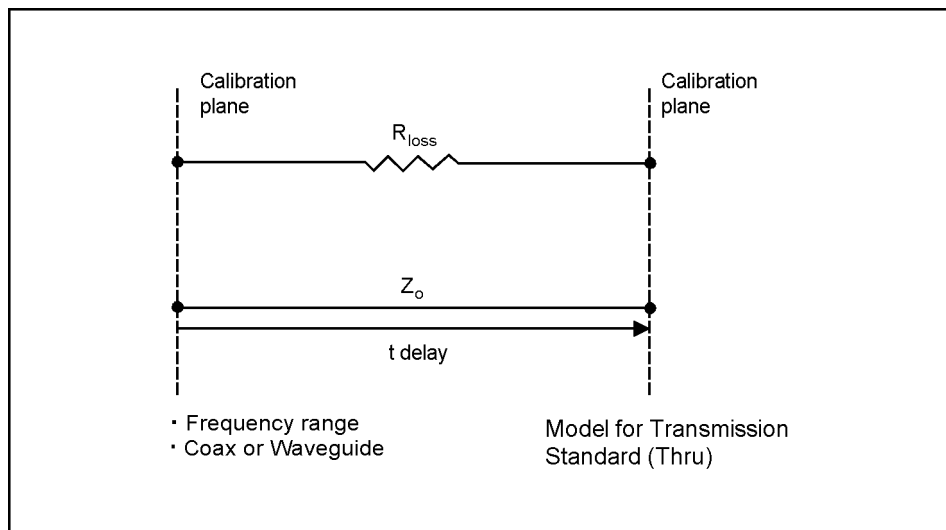 Calibration
plane
Calibration
plane
R_loss
Z_o
t delay
· Frequency range
· Coax or Waveguide
Model for Transmission
Standard (Thru)